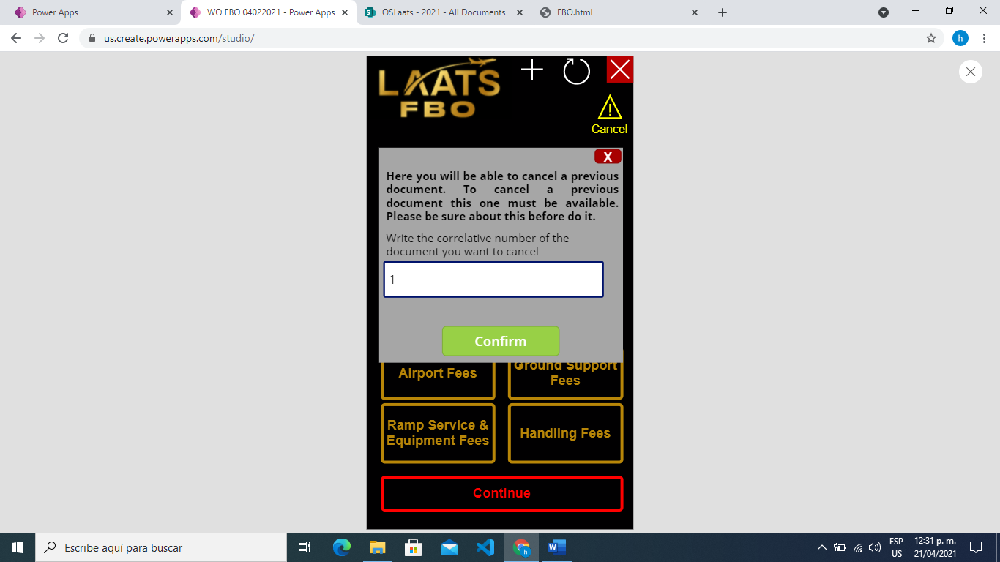 Power Apps
WO FBO 04022021 - Power Apps
OSLaats - 2021 - All Documents
FBO.html
us.create.powerapps.com/studio/
h
LAATS
FBO
Cancel
X
Here you will be able to cancel a previous
document. To cancel a previous
document this one must be available.
Please be sure about this before do it.
Write the correlative number of the
document you want to cancel
1
Confirm
Airport Fees
Ground Support
Fees
Ramp Service &
Equipment Fees
Handling Fees
Continue
Escribe aquí para buscar
h
W
ESP
US
12:31 p. m.
21/04/2021